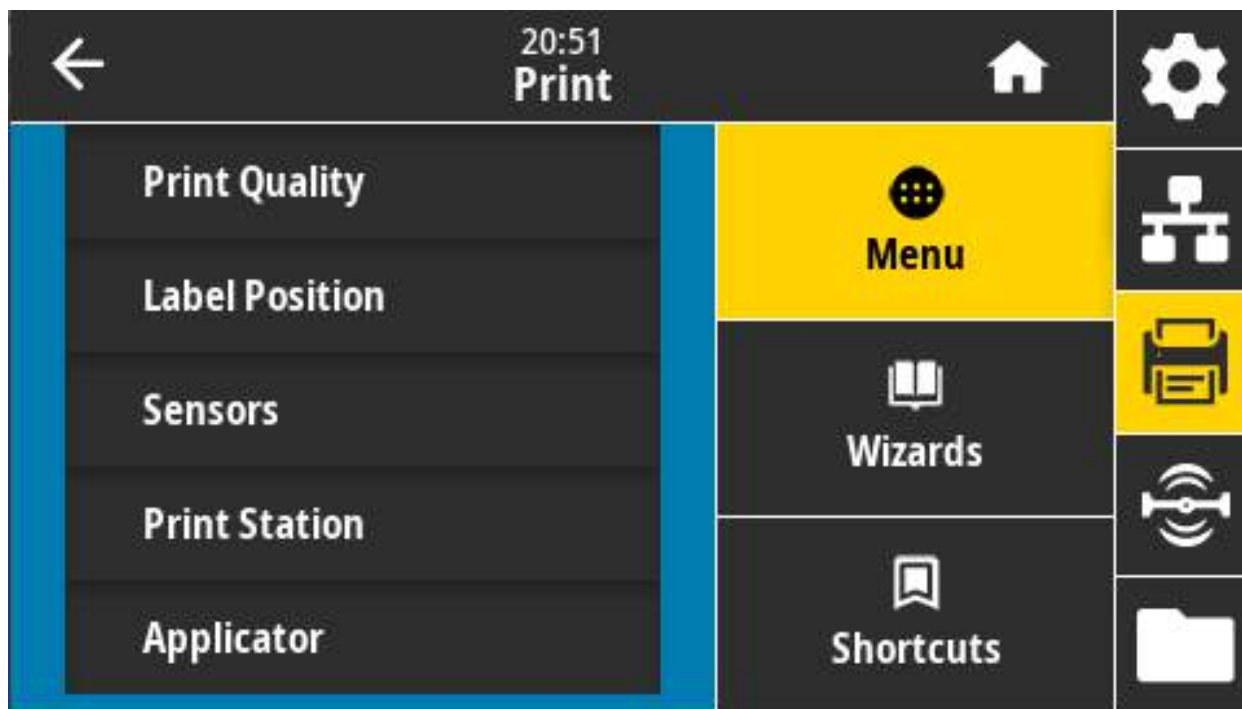 20:51
Print
Print Quality
Label Position
Sensors
Print Station
Applicator
Menu
Wizards
Shortcuts